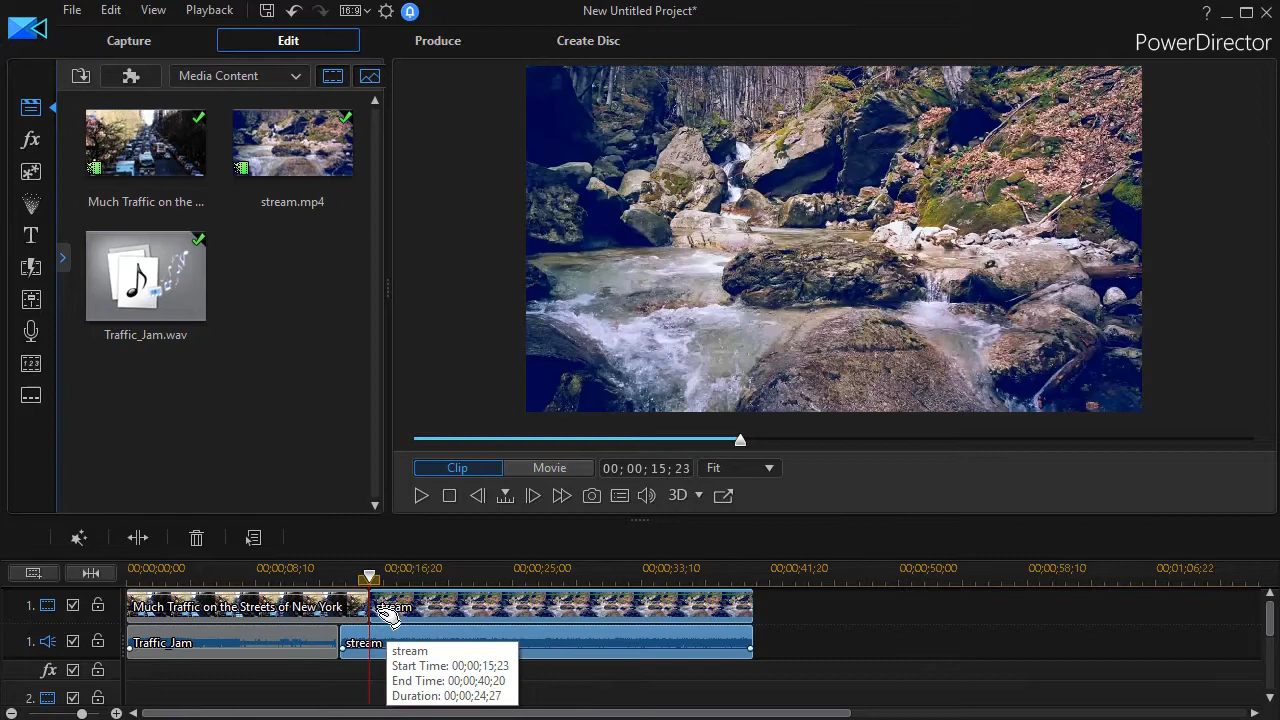 File Edit View Playback 16:9 New Untitled Project* ?
Capture Edit Produce Create Disc PowerDirector
Media Content
fx
T
Much Traffic on the ... stream.mp4
Traffic_Jam.wav
Clip Movie 00; 00; 15; 23 Fit
3D
00;00;00;00 00;00;08;10 00;00;16;20 00;00;25;00 00;00;33;10 00;00;41;20 00;00;50;00 00;00;58;10 00;01;06;22
1. Much Traffic on the Streets of New York
1. Traffic_Jam stream
stream
Start Time: 00;00;15;23
End Time: 00;00;40;20
Duration: 00;00;24;27
fx
2.